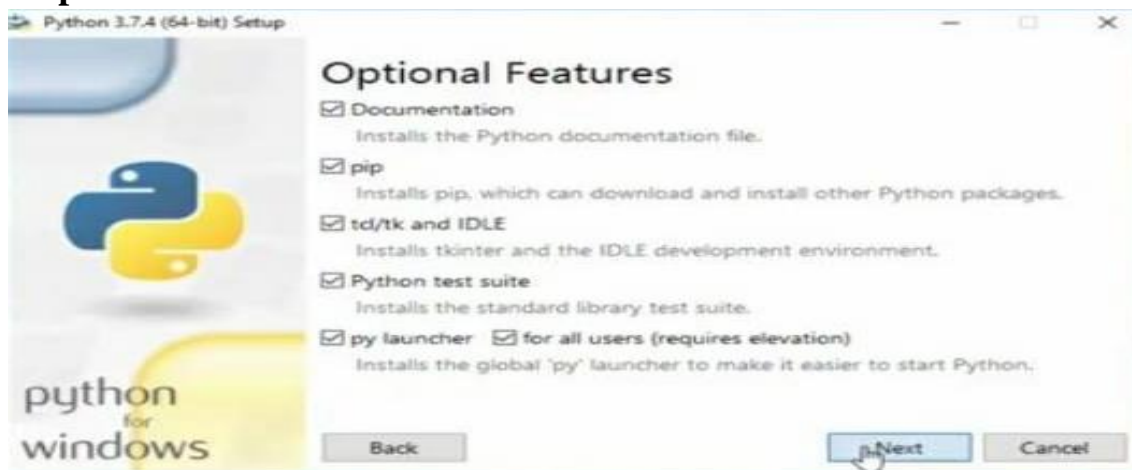 Python 3.7.4 (64-bit) Setup
Optional Features
Documentation
Installs the Python documentation file.
pip
Installs pip, which can download and install other Python packages.
tcl/tk and IDLE
Installs tkinter and the IDLE development environment.
Python test suite
Installs the standard library test suite.
py launcher for all users (requires elevation)
Installs the global 'py' launcher to make it easier to start Python.
python
for
windows
Back Next Cancel